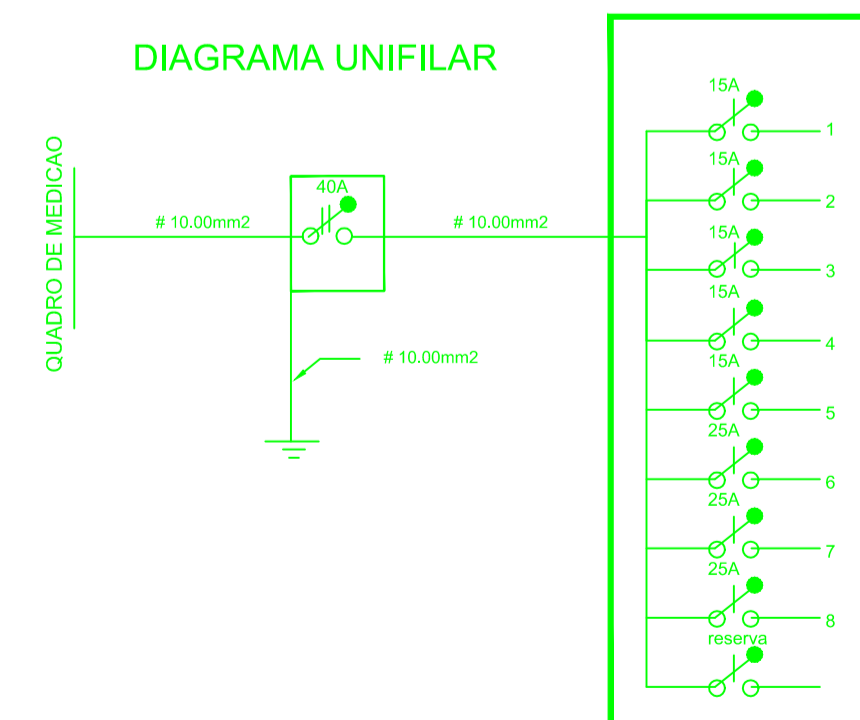 DIAGRAMA UNIFILAR
QUADRO DE MEDICAO
# 10.00mm2
40A
# 10.00mm2
# 10.00mm2
15A
1
15A
2
15A
3
15A
4
15A
5
25A
6
25A
7
25A
8
reserva